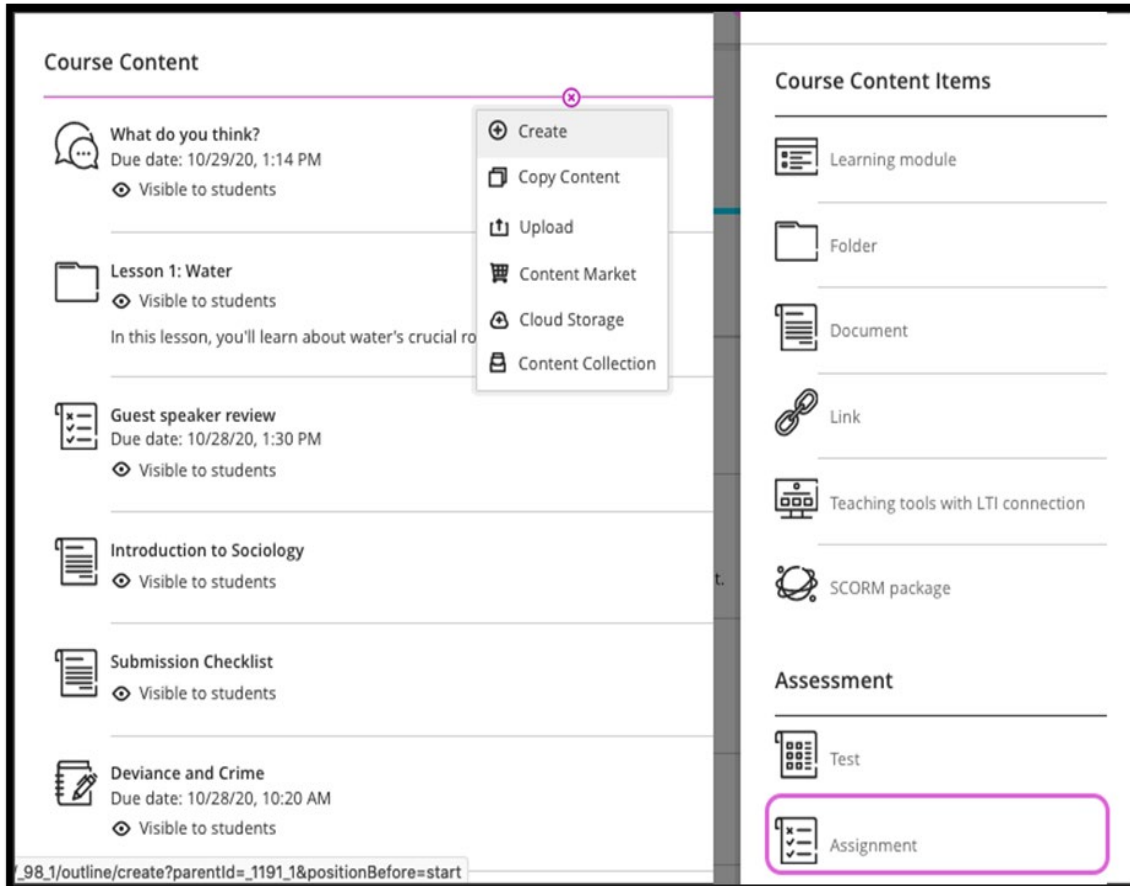 Course Content
What do you think?
Due date: 10/29/20, 1:14 PM
Visible to students
Lesson 1: Water
Visible to students
In this lesson, you'll learn about water's crucial ro
Guest speaker review
Due date: 10/28/20, 1:30 PM
Visible to students
Introduction to Sociology
Visible to students
Submission Checklist
Visible to students
Deviance and Crime
Due date: 10/28/20, 10:20 AM
Visible to students
/_98_1/outline/create?parentId=_1191_1&positionBefore=start
Create
Copy Content
Upload
Content Market
Cloud Storage
Content Collection
t.
Course Content Items
Learning module
Folder
Document
Link
Teaching tools with LTI connection
SCORM package
Assessment
Test
Assignment